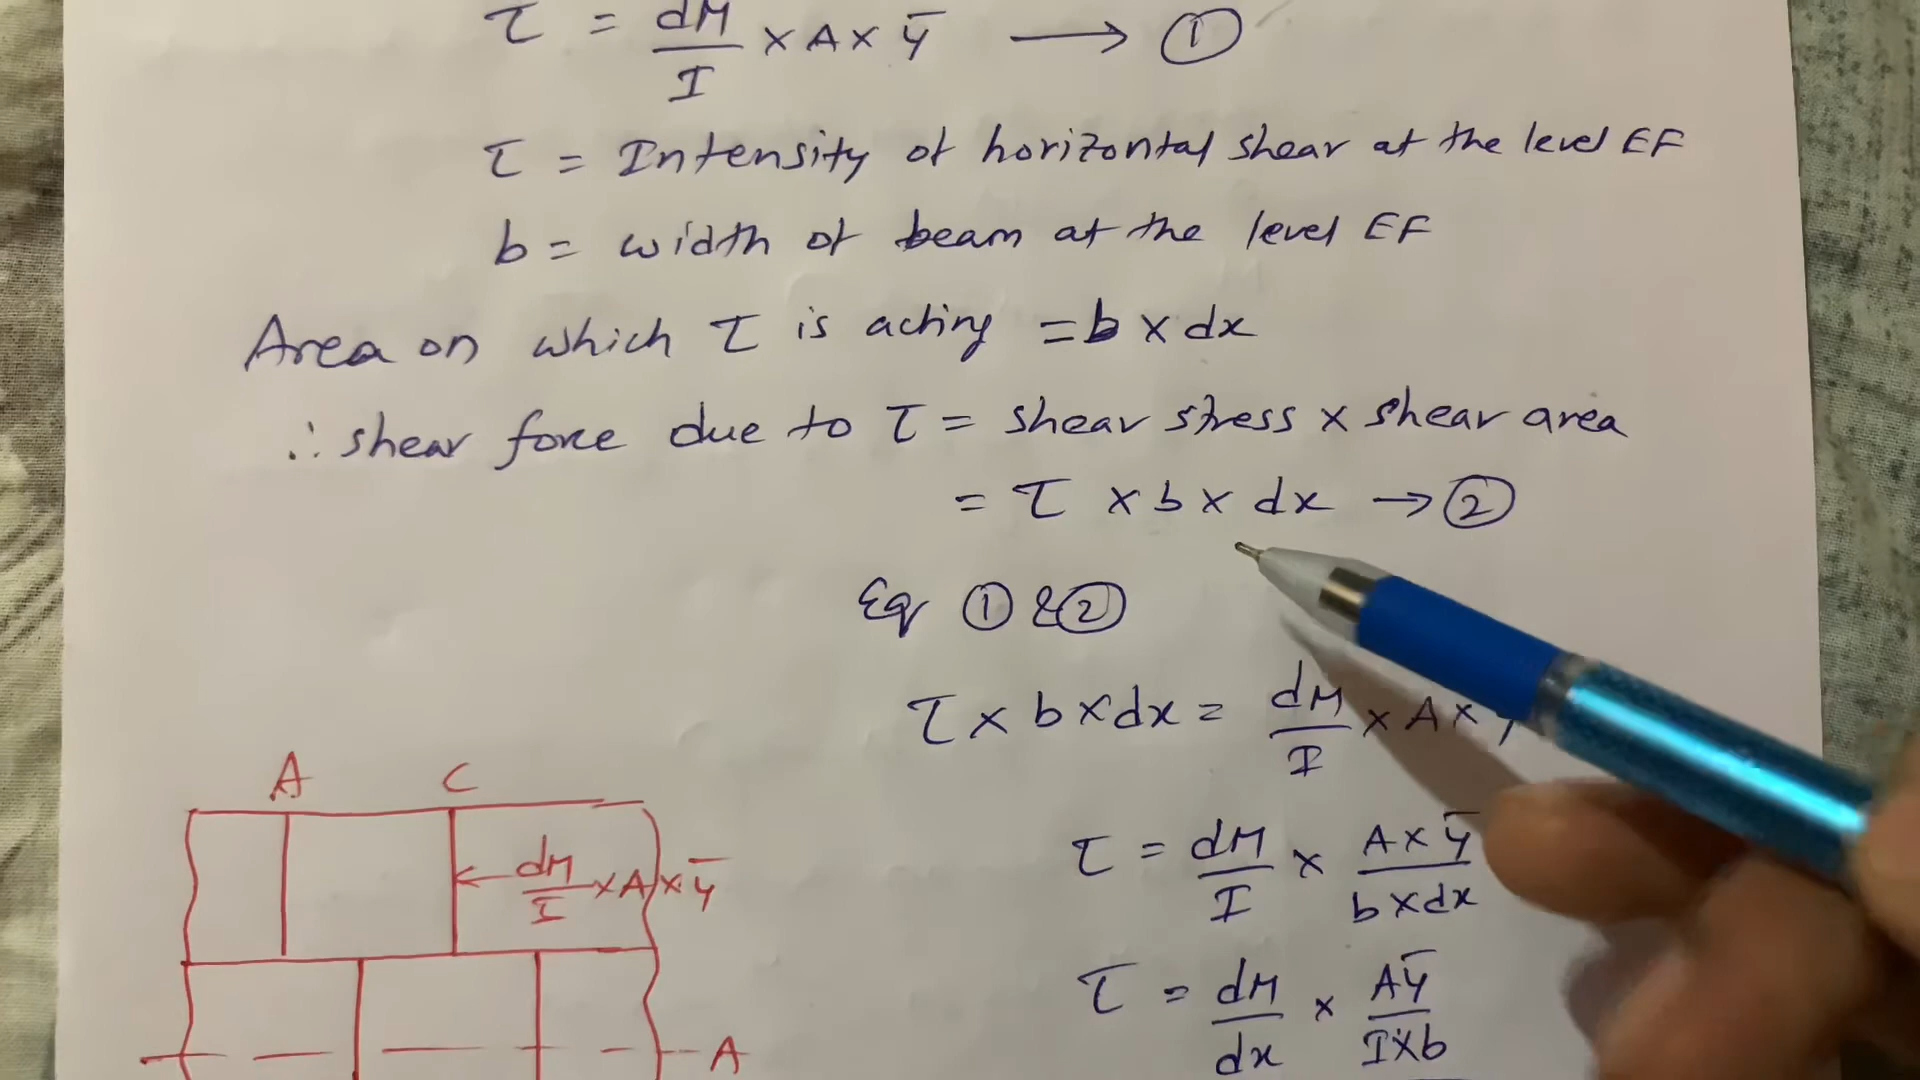 τ = dM/I × A × ȳ → ①
τ = Intensity of horizontal shear at the level EF
b = width of beam at the level EF
Area on which τ is acting = b × dx
∴ shear force due to τ = shear stress × shear area
= τ × b × dx → ②
Eq ① & ②
τ × b × dx = dM/I × A ×
τ = dM/I × A × ȳ / b × dx
τ = dM/dx × Aȳ / I × b
A C
← dM/I × A × ȳ
A